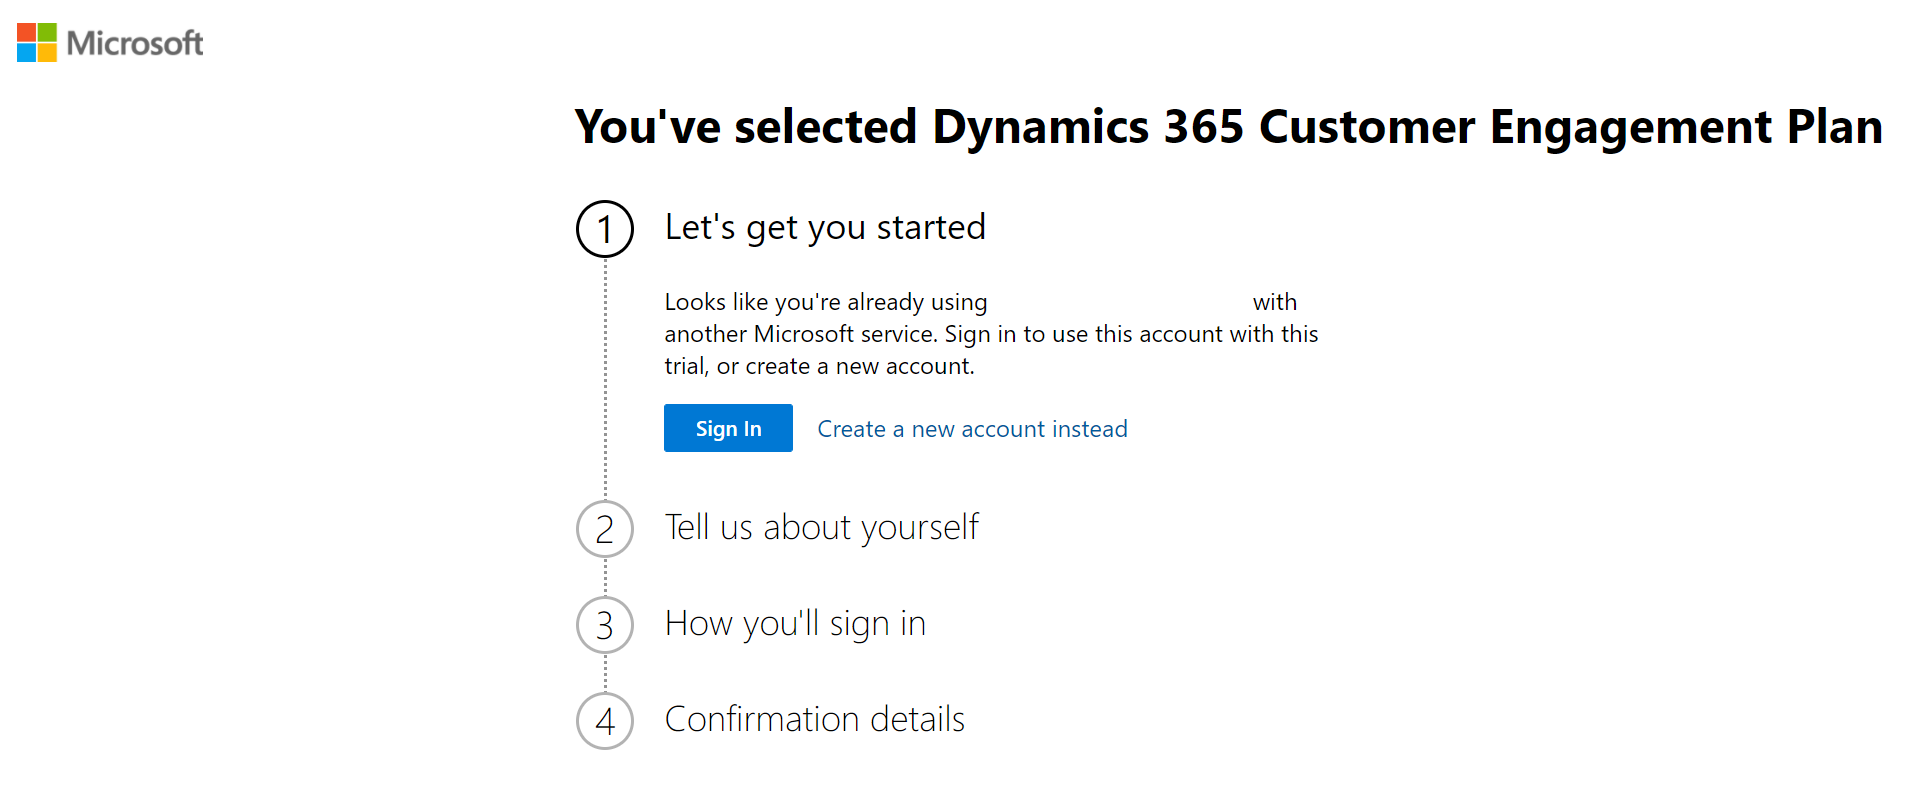 Microsoft
You've selected Dynamics 365 Customer Engagement Plan
1 Let's get you started
Looks like you're already using with
another Microsoft service. Sign in to use this account with this
trial, or create a new account.
Sign In Create a new account instead
2 Tell us about yourself
3 How you'll sign in
4 Confirmation details